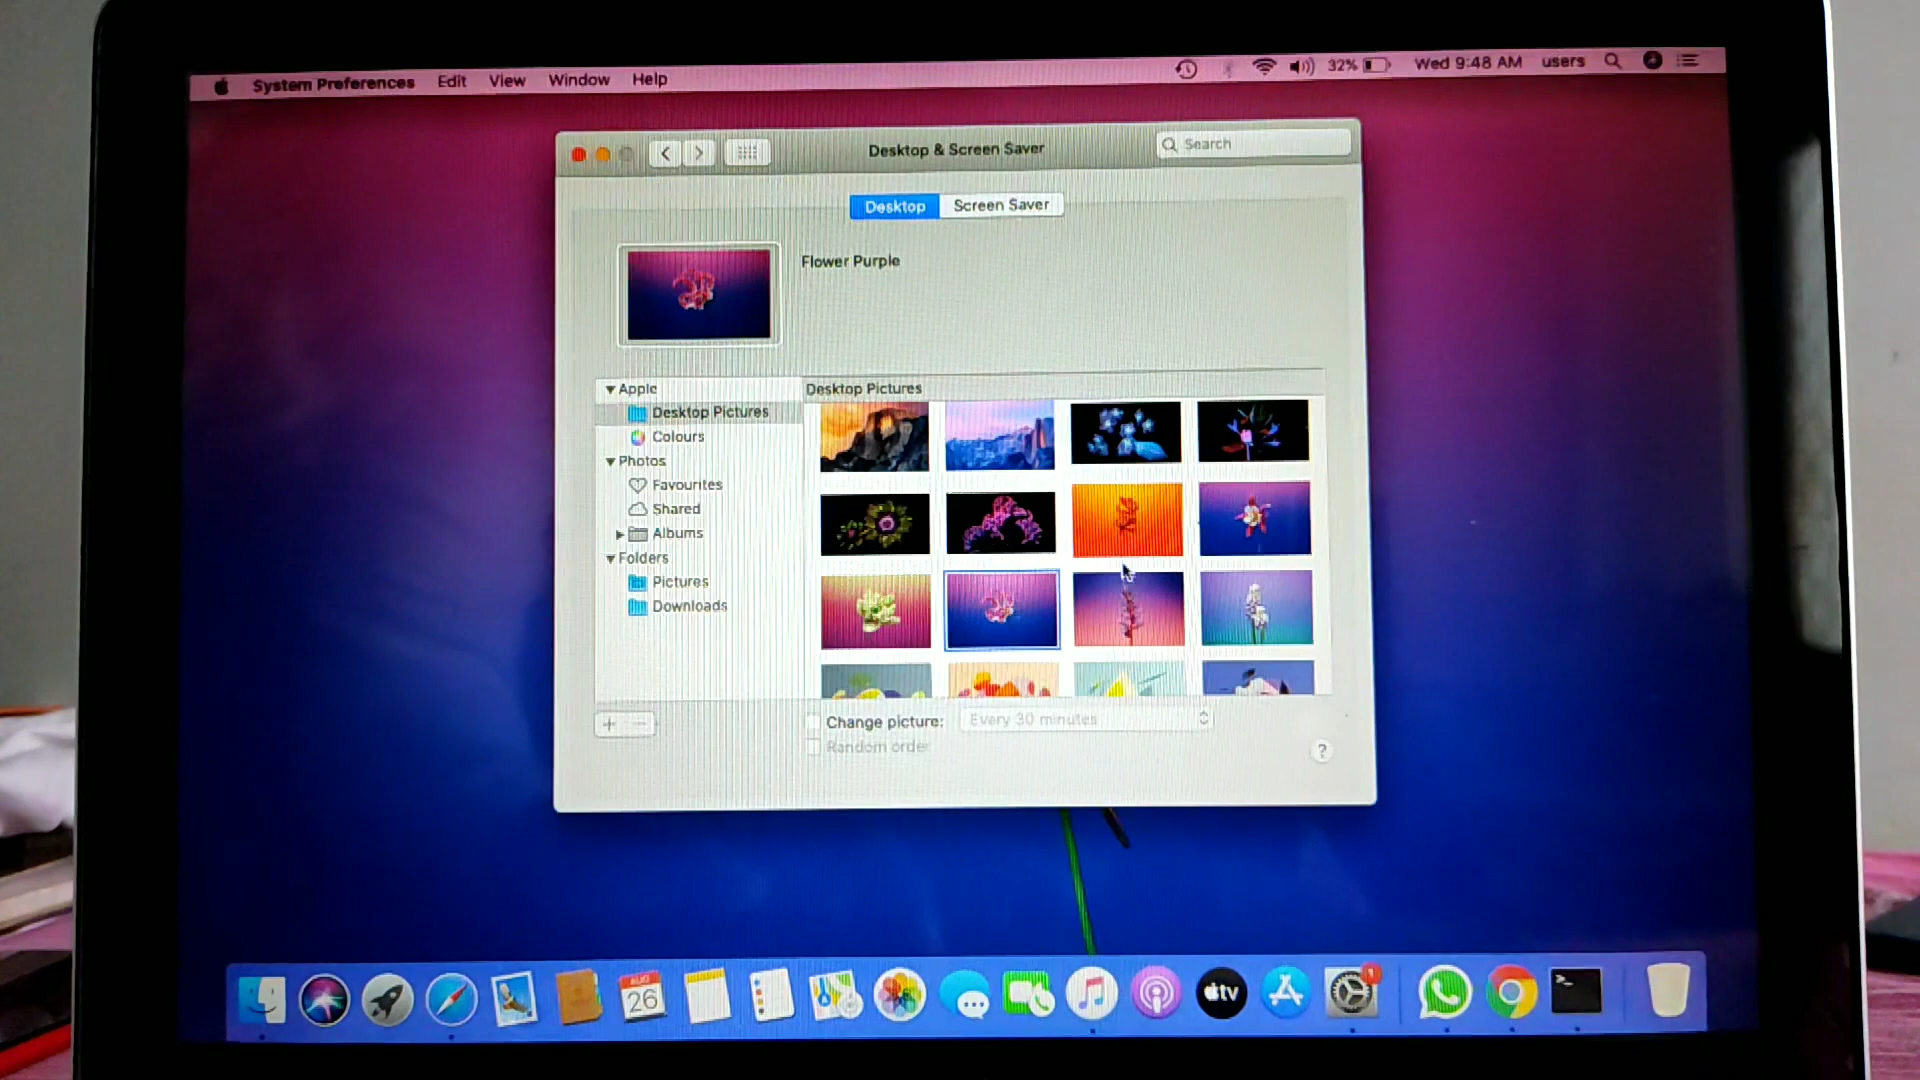 System Preferences Edit View Window Help 32% Wed 9:48 AM users
Desktop & Screen Saver Search
Desktop Screen Saver
Flower Purple
Apple
Desktop Pictures
Colours
Photos
Favourites
Shared
Albums
Folders
Pictures
Downloads
Desktop Pictures
Change picture: Every 30 minutes
Random order
?
AUG
26
tv
1